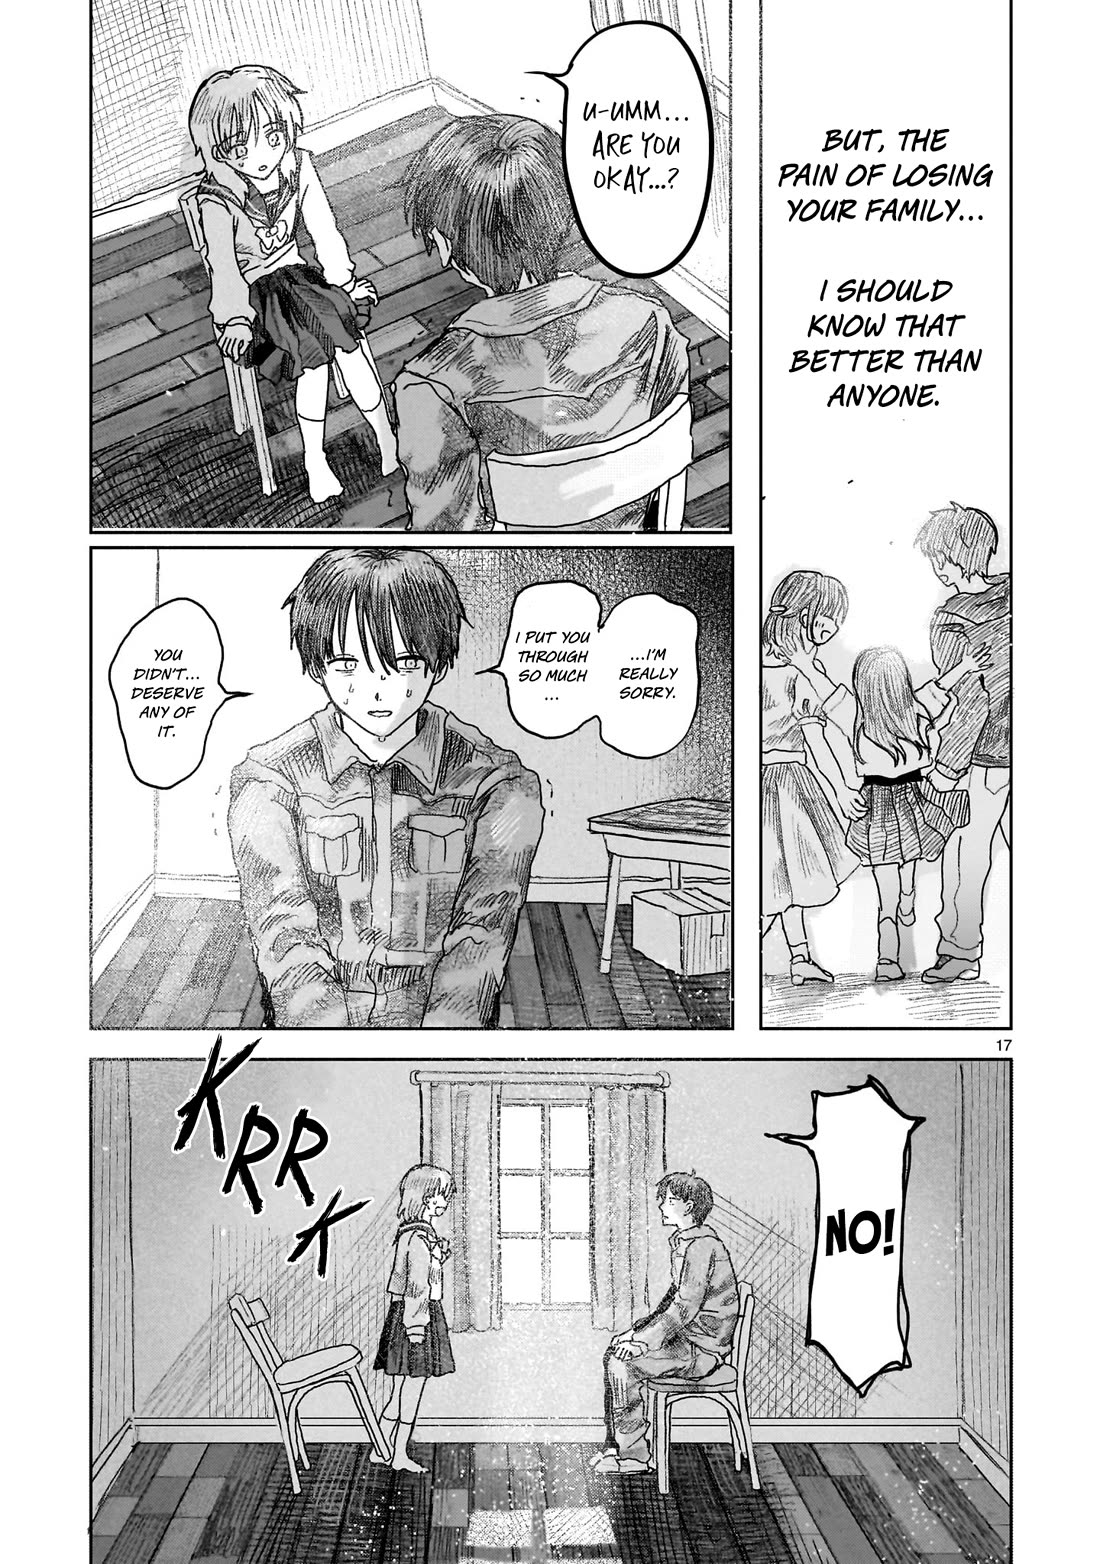 BUT, THE
PAIN OF LOSING
YOUR FAMILY...
I SHOULD
KNOW THAT
BETTER THAN
ANYONE.
U-UMM...
ARE YOU
OKAY...?
...I'M
REALLY
SORRY.
I PUT YOU
THROUGH
SO MUCH
...
YOU
DIDN'T...
DESERVE
ANY OF
IT.
17
NO!
KRRK